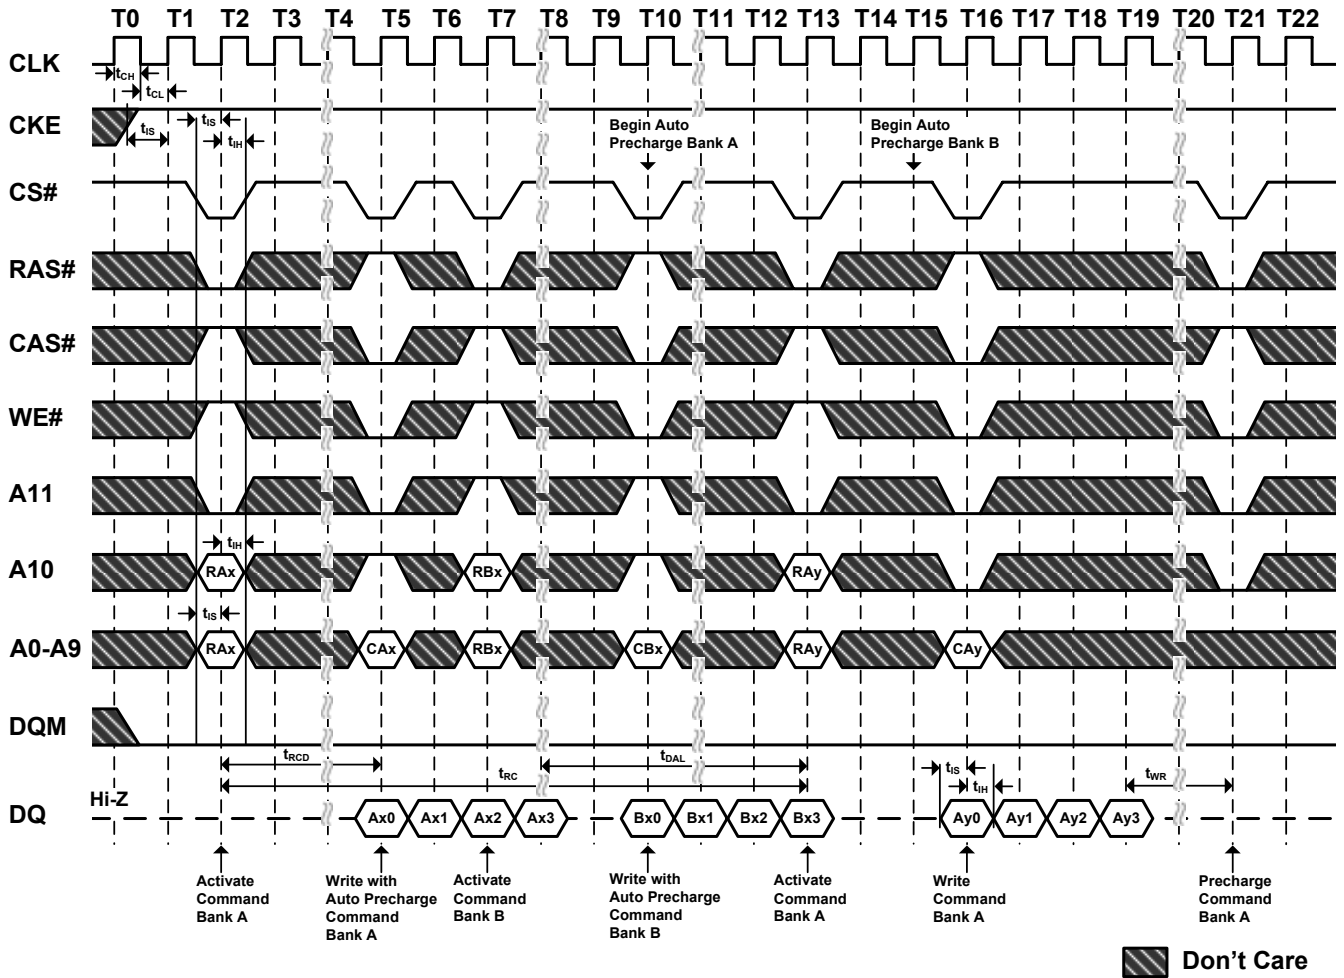 T0 T1 T2 T3 T4 T5 T6 T7 T8 T9 T10 T11 T12 T13 T14 T15 T16 T17 T18 T19 T20 T21 T22
CLK
tCH
tCL
CKE
tIS
tIS
tIH
Begin Auto
Precharge Bank A
Begin Auto
Precharge Bank B
CS#
RAS#
CAS#
WE#
A11
tIH
A10
RAx
RBx
RAy
tIS
A0-A9
RAx
CAx
RBx
CBx
RAy
CAy
DQM
tRCD
tDAL
tRC
tIS
tIH
tWR
Hi-Z
DQ
Ax0 Ax1 Ax2 Ax3 Bx0 Bx1 Bx2 Bx3 Ay0 Ay1 Ay2 Ay3
Activate
Command
Bank A
Write with
Auto Precharge
Command
Bank A
Activate
Command
Bank B
Write with
Auto Precharge
Command
Bank B
Activate
Command
Bank A
Write
Command
Bank A
Precharge
Command
Bank A
Don't Care